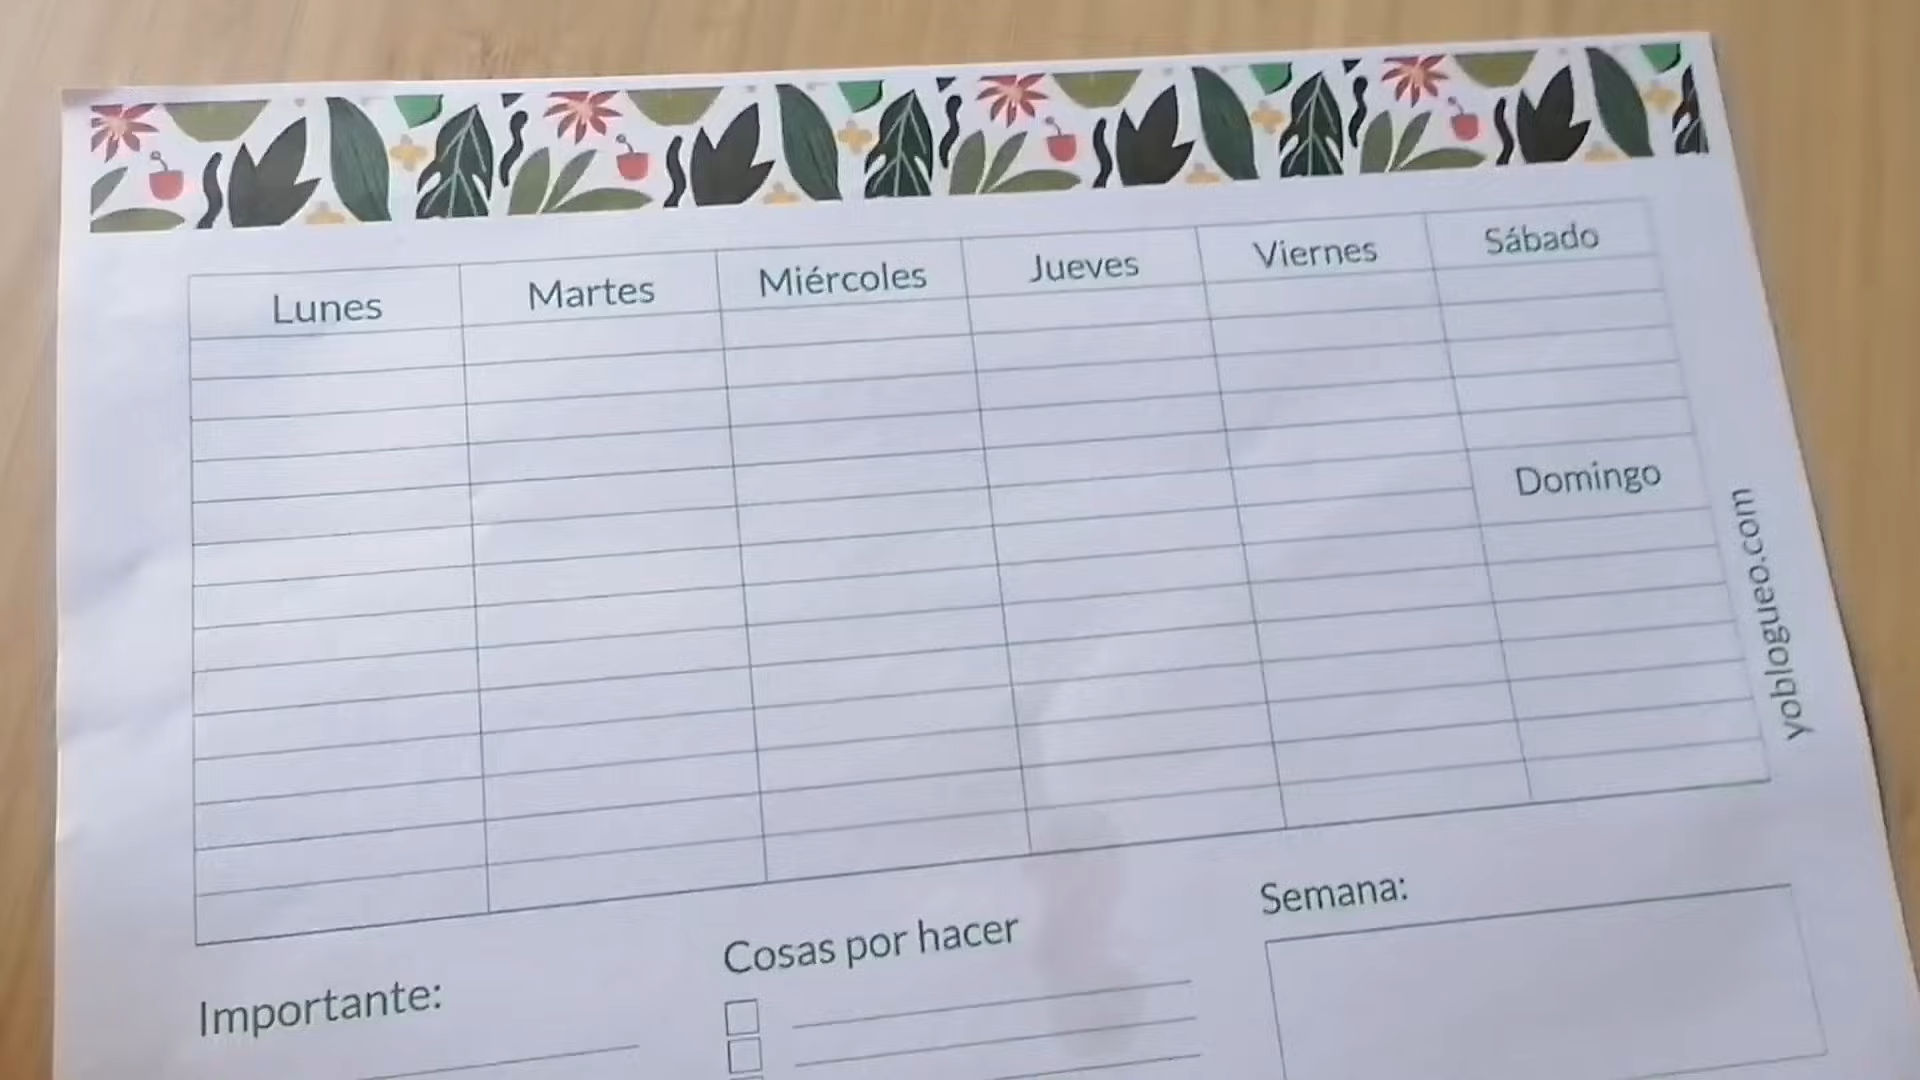 Lunes Martes Miércoles Jueves Viernes Sábado
Domingo
yoblogueo.com
Importante:
Cosas por hacer
Semana: